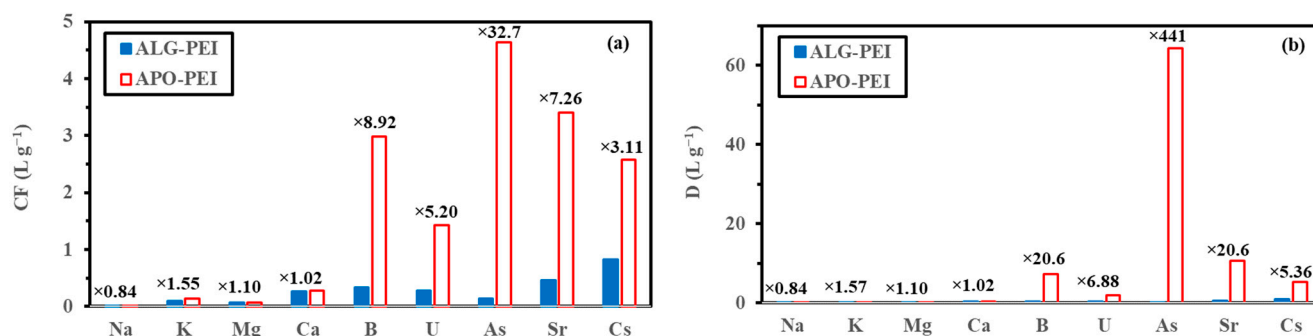 5
4
3
2
1
0
CF (L g⁻¹)
ALG-PEI
APO-PEI
(a)
×0.84
×1.55
×1.10
×1.02
×8.92
×5.20
×32.7
×7.26
×3.11
Na K Mg Ca B U As Sr Cs
60
40
20
0
D (L g⁻¹)
ALG-PEI
APO-PEI
(b)
×0.84
×1.57
×1.10
×1.02
×20.6
×6.88
×441
×20.6
×5.36
Na K Mg Ca B U As Sr Cs